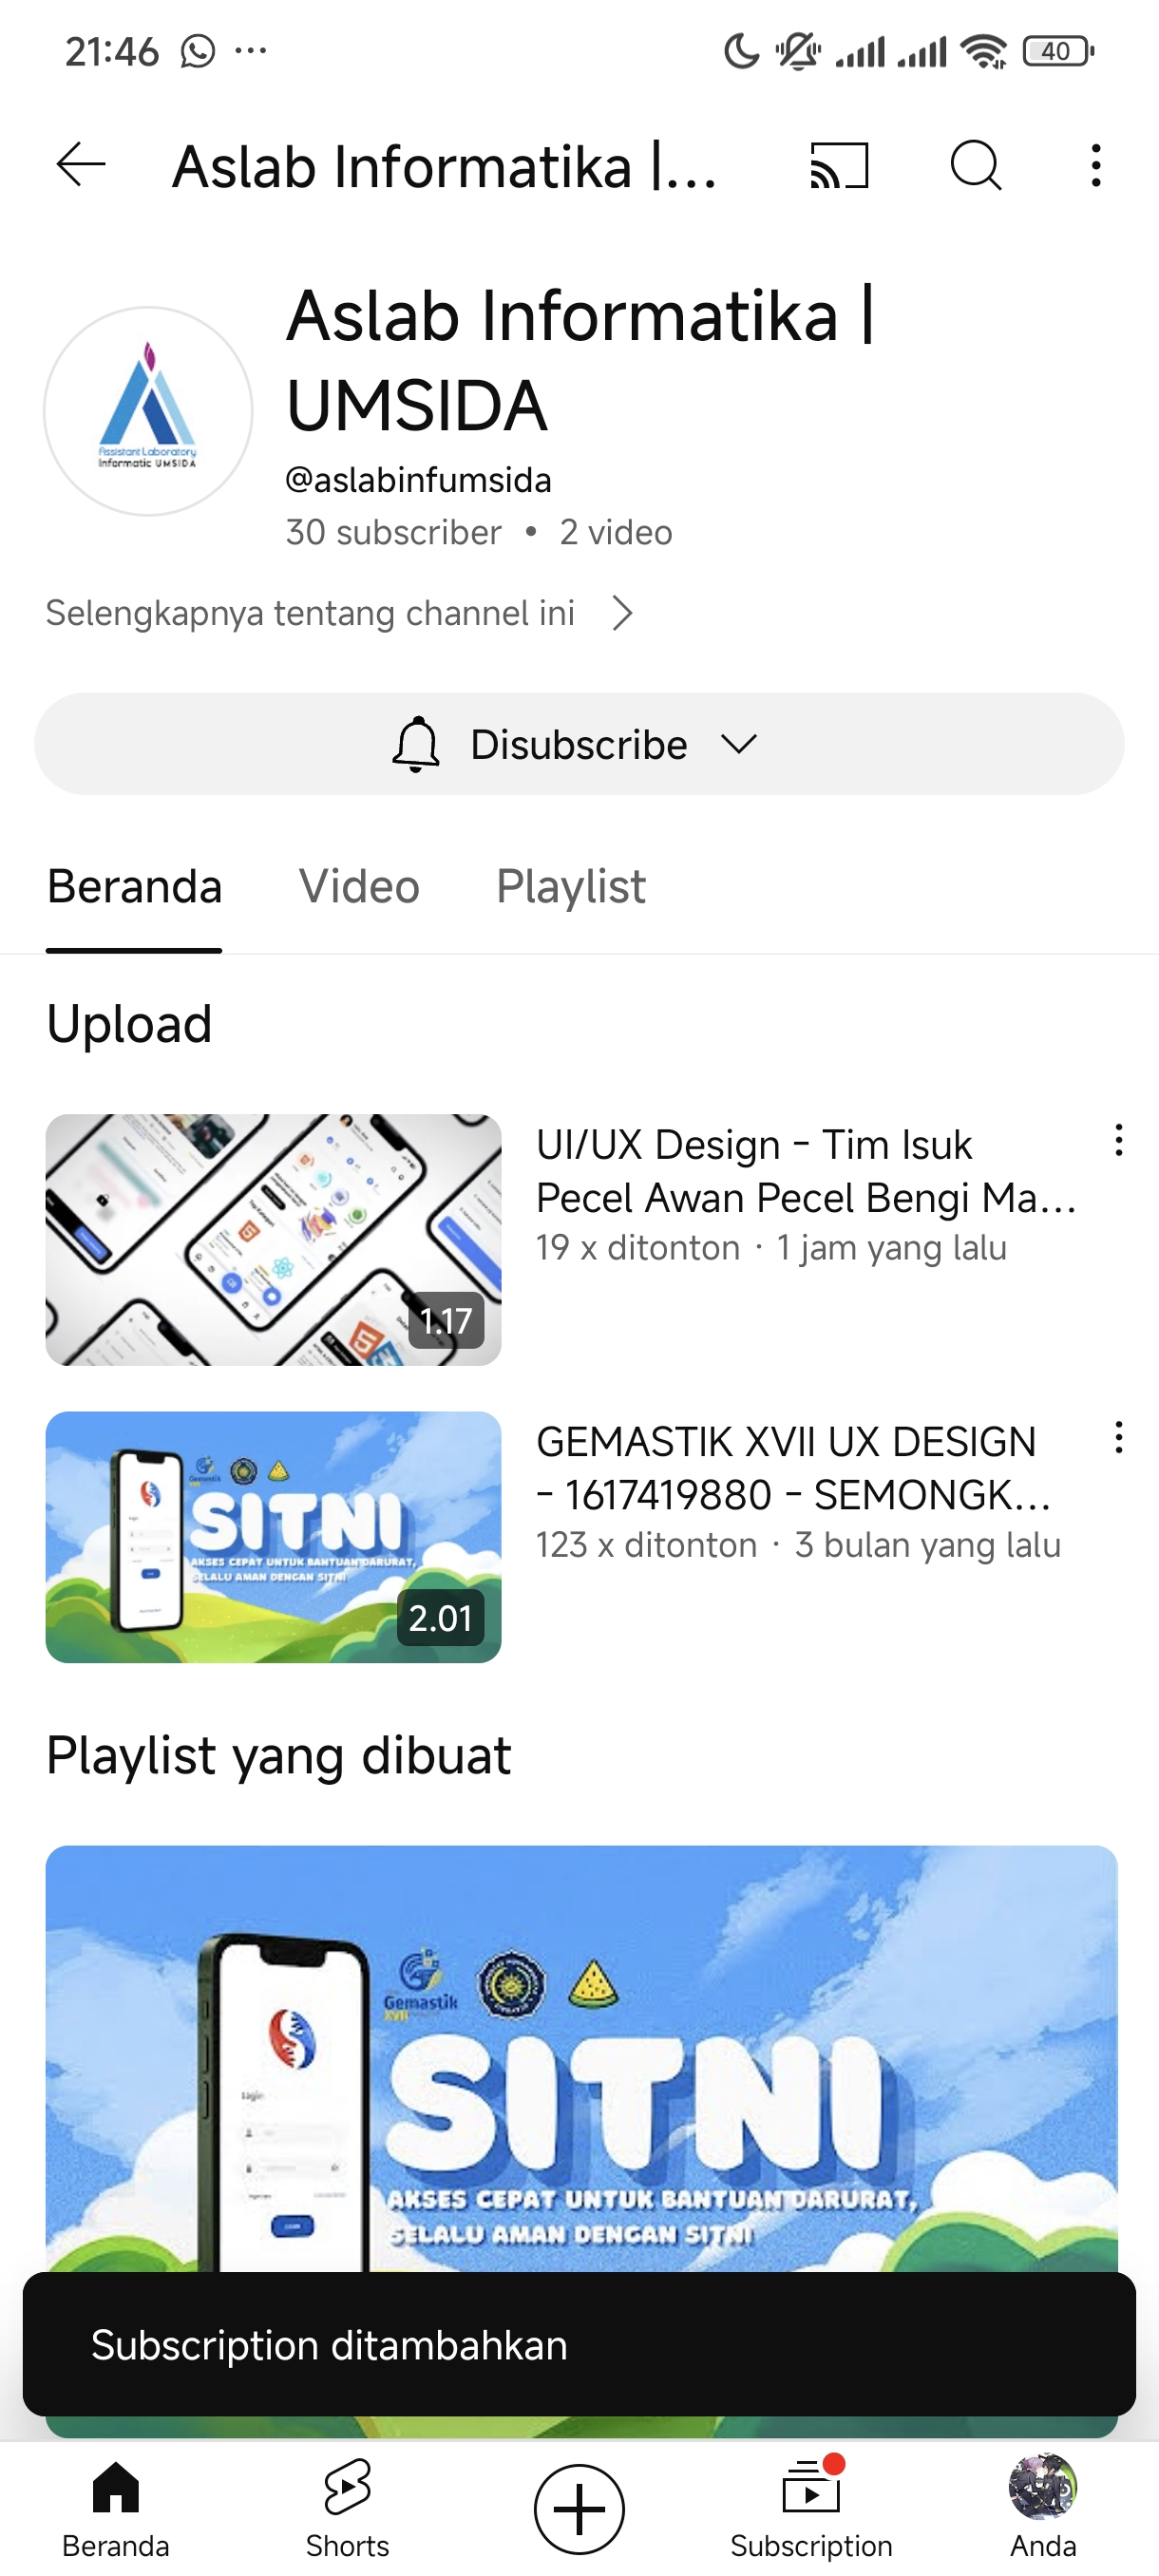 21:46
40
Aslab Informatika |...
Aslab Informatika |
UMSIDA
Assistant Laboratory
Informatic UMSIDA
@aslabinfumsida
30 subscriber • 2 video
Selengkapnya tentang channel ini
Disubscribe
Beranda Video Playlist
Upload
UI/UX Design - Tim Isuk
Pecel Awan Pecel Bengi Ma...
19 x ditonton · 1 jam yang lalu
1.17
GEMASTIK XVII UX DESIGN
- 1617419880 - SEMONGK...
123 x ditonton · 3 bulan yang lalu
Gemastik
SITNI
AKSES CEPAT UNTUK BANTUAN DARURAT,
SELALU AMAN DENGAN SITNI
2.01
Playlist yang dibuat
Gemastik
XVII
Login
SITNI
AKSES CEPAT UNTUK BANTUAN DARURAT,
SELALU AMAN DENGAN SITNI
Subscription ditambahkan
Beranda Shorts Subscription Anda